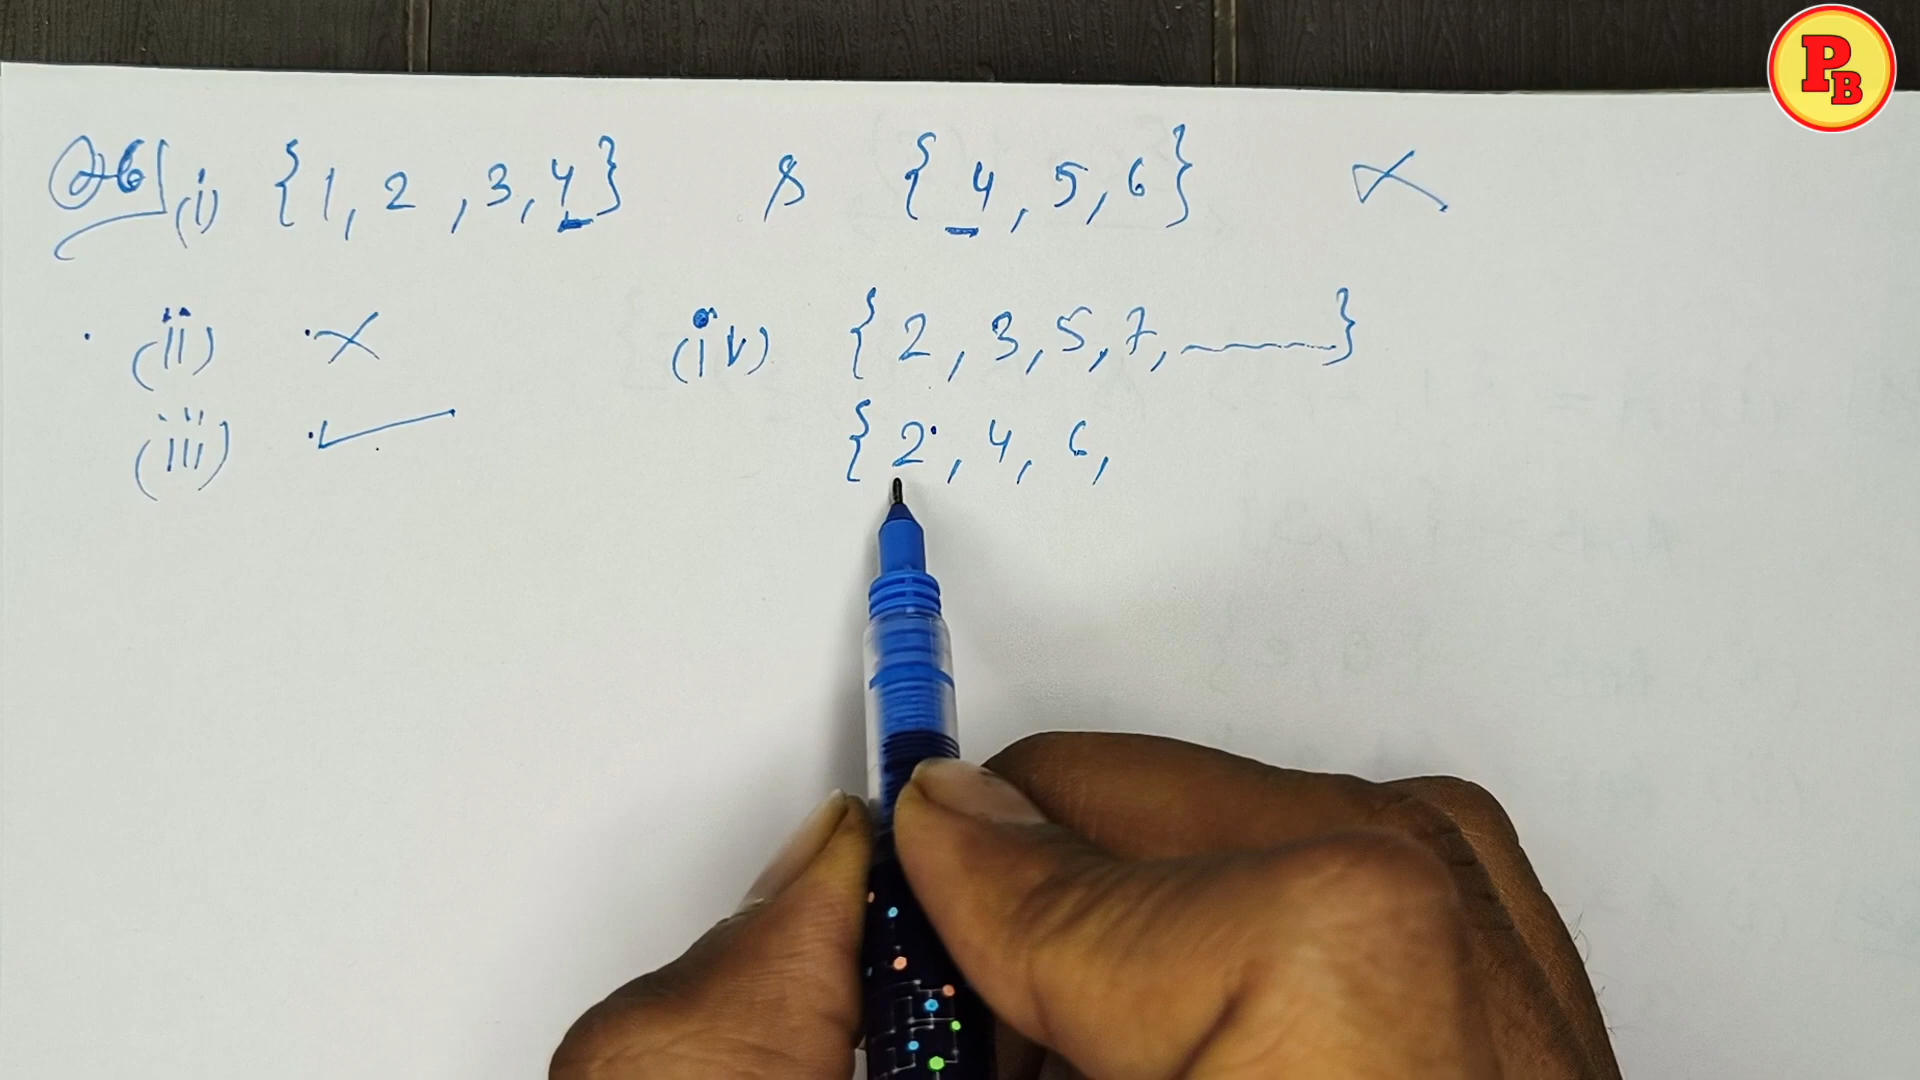 Q6 (i) {1, 2, 3, 4} & {4, 5, 6} ×
(ii) × (iv) {2, 3, 5, 7, ———}
(iii) ✓ {2, 4, 6,
PB